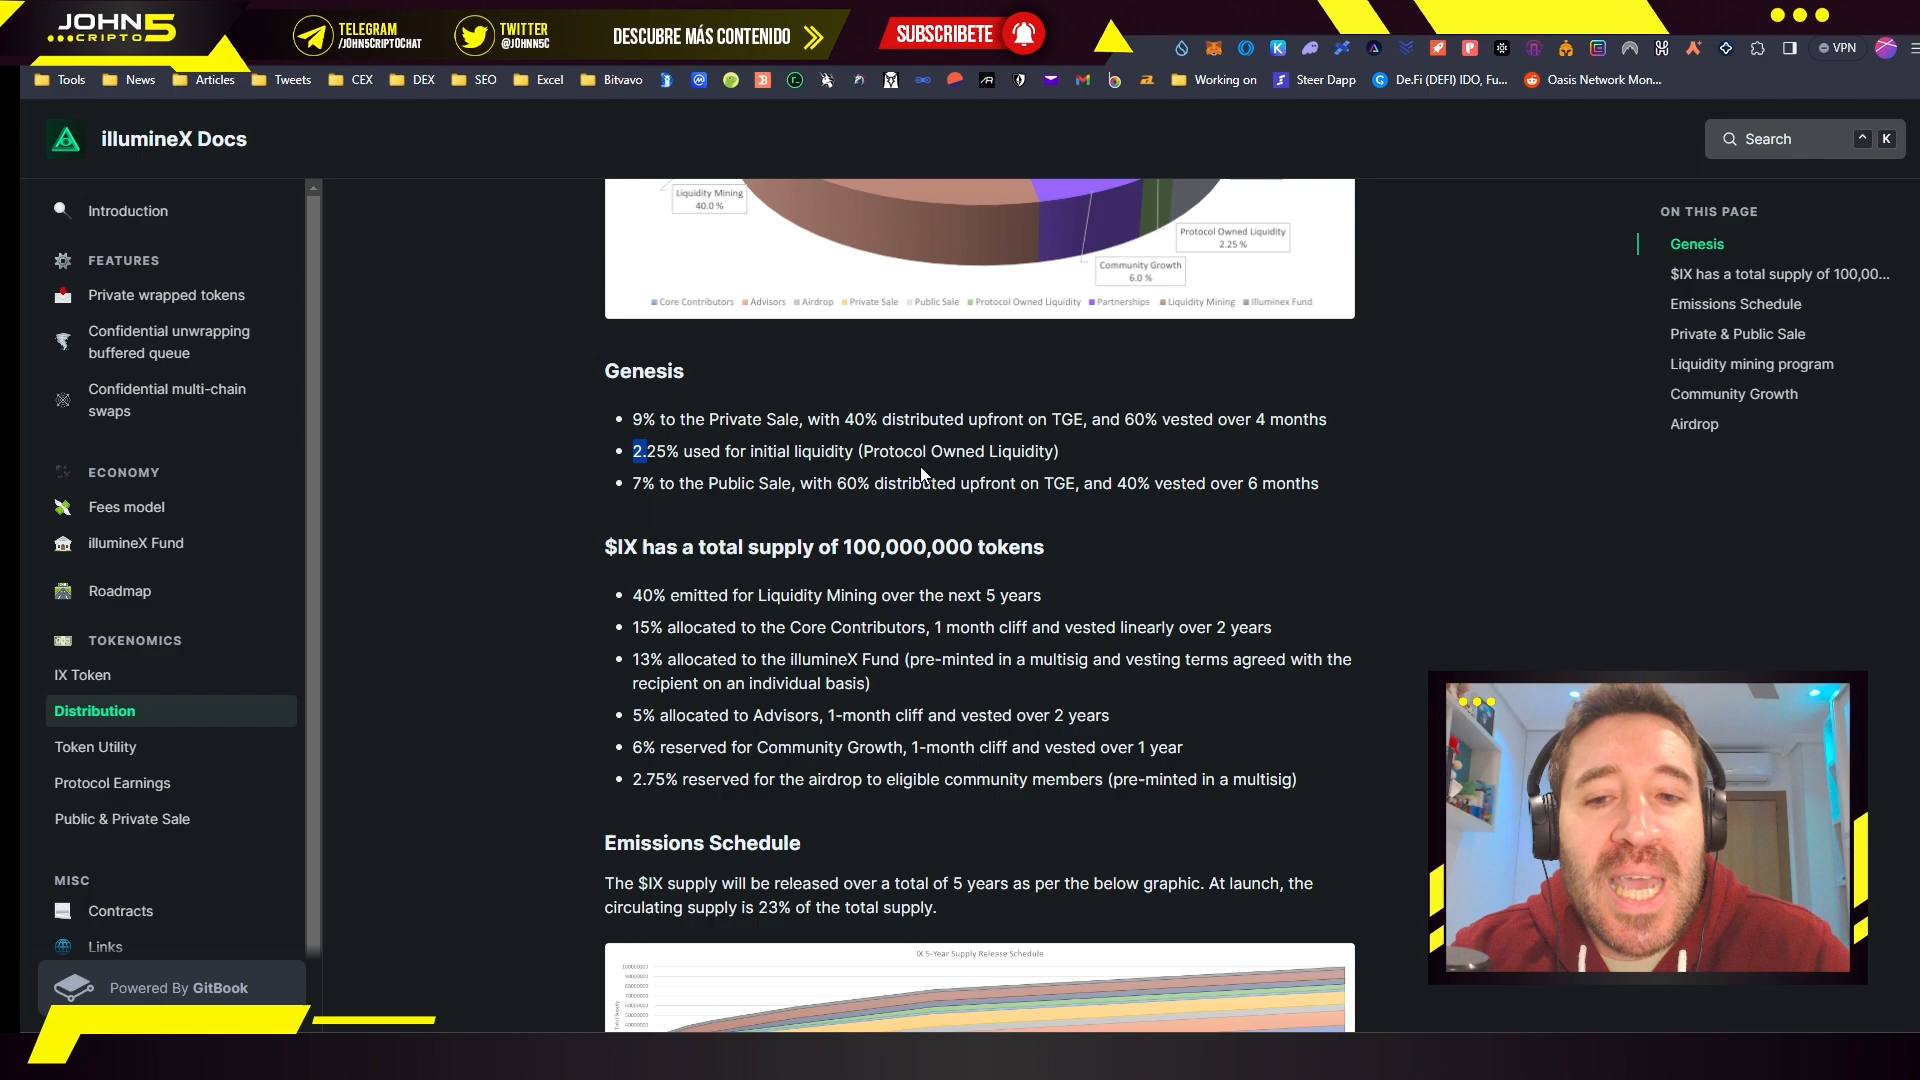 JOHN5
CRIPTO
TELEGRAM
/J0HN5CRIPTOCHAT
TWITTER
@J0HNN5C
DESCUBRE MÁS CONTENIDO
SUBSCRIBETE
VPN
Tools
News
Articles
Tweets
CEX
DEX
SEO
Excel
Bitvavo
Working on
Steer Dapp
De.Fi (DEFI) IDO, Fu...
Oasis Network Mon...
illumineX Docs
Search
^ K
Introduction
FEATURES
Private wrapped tokens
Confidential unwrapping
buffered queue
Confidential multi-chain
swaps
ECONOMY
Fees model
illumineX Fund
Roadmap
TOKENOMICS
IX Token
Distribution
Token Utility
Protocol Earnings
Public & Private Sale
MISC
Contracts
Links
Powered By GitBook
Liquidity Mining
40.0 %
Protocol Owned Liquidity
2.25 %
Community Growth
6.0 %
Core Contributors Advisors Airdrop Private Sale Public Sale Protocol Owned Liquidity Partnerships Liquidity Mining Illuminex Fund
Genesis
9% to the Private Sale, with 40% distributed upfront on TGE, and 60% vested over 4 months
2.25% used for initial liquidity (Protocol Owned Liquidity)
7% to the Public Sale, with 60% distributed upfront on TGE, and 40% vested over 6 months
$IX has a total supply of 100,000,000 tokens
40% emitted for Liquidity Mining over the next 5 years
15% allocated to the Core Contributors, 1 month cliff and vested linearly over 2 years
13% allocated to the illumineX Fund (pre-minted in a multisig and vesting terms agreed with the
recipient on an individual basis)
5% allocated to Advisors, 1-month cliff and vested over 2 years
6% reserved for Community Growth, 1-month cliff and vested over 1 year
2.75% reserved for the airdrop to eligible community members (pre-minted in a multisig)
Emissions Schedule
The $IX supply will be released over a total of 5 years as per the below graphic. At launch, the
circulating supply is 23% of the total supply.
IX 5-Year Supply Release Schedule
100000000
90000000
80000000
70000000
60000000
50000000
40000000
ON THIS PAGE
Genesis
$IX has a total supply of 100,00...
Emissions Schedule
Private & Public Sale
Liquidity mining program
Community Growth
Airdrop